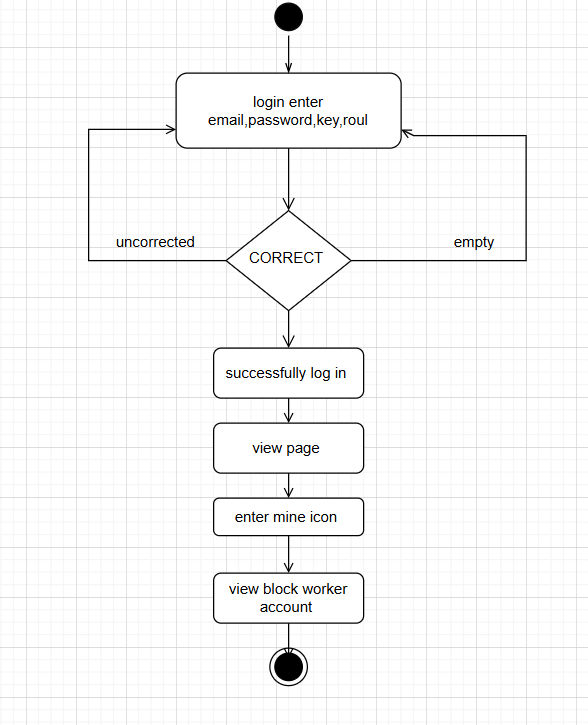 login enter
email,password,key,roul
uncorrected
CORRECT
empty
successfully log in
view page
enter mine icon
view block worker
account